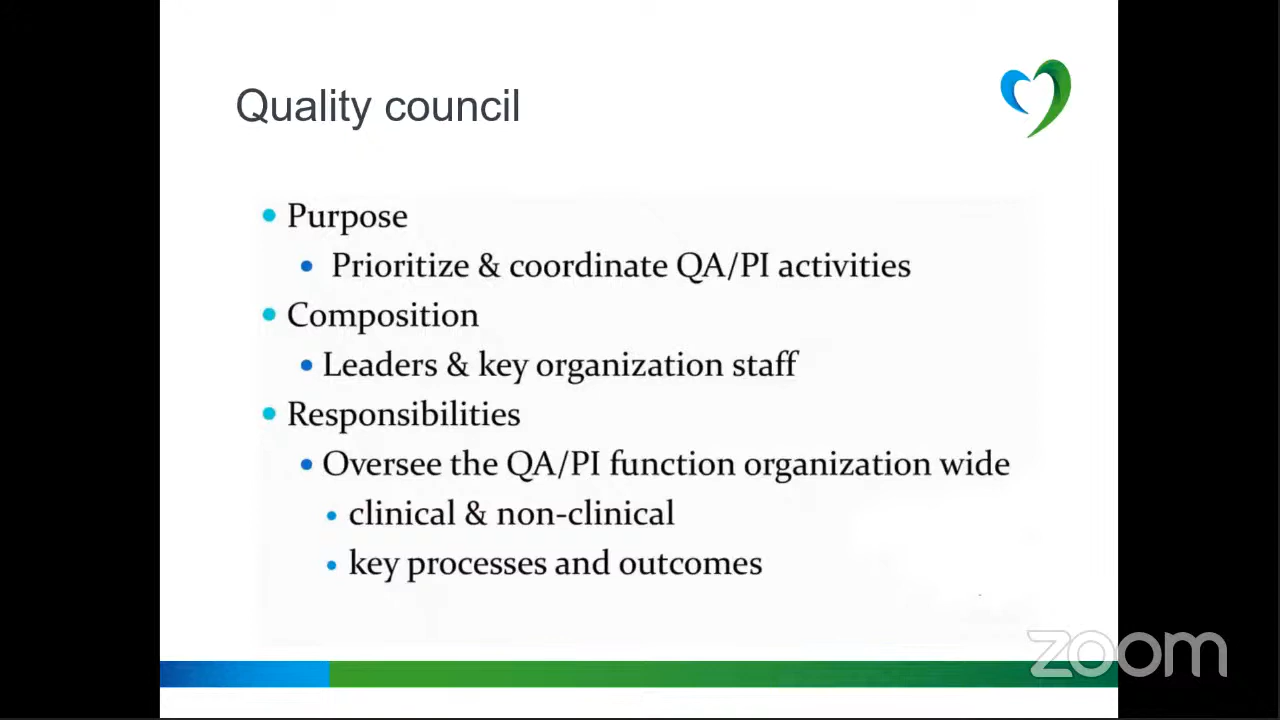 Quality council
• Purpose
• Prioritize & coordinate QA/PI activities
• Composition
• Leaders & key organization staff
• Responsibilities
• Oversee the QA/PI function organization wide
• clinical & non-clinical
• key processes and outcomes
zoom